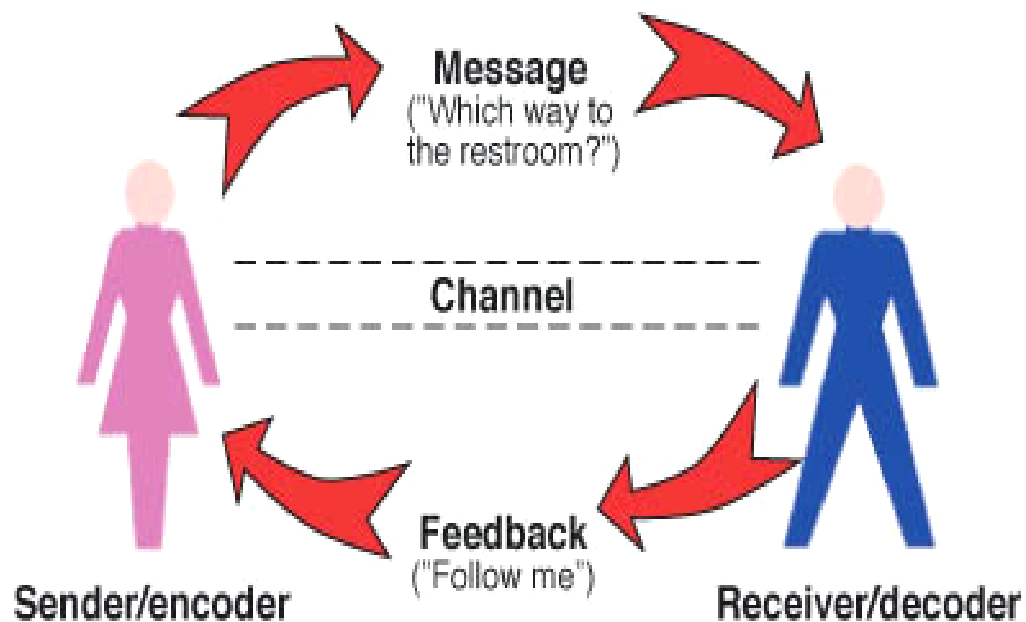 Message
("Which way to
the restroom?")
Channel
Feedback
("Follow me")
Sender/encoder
Receiver/decoder